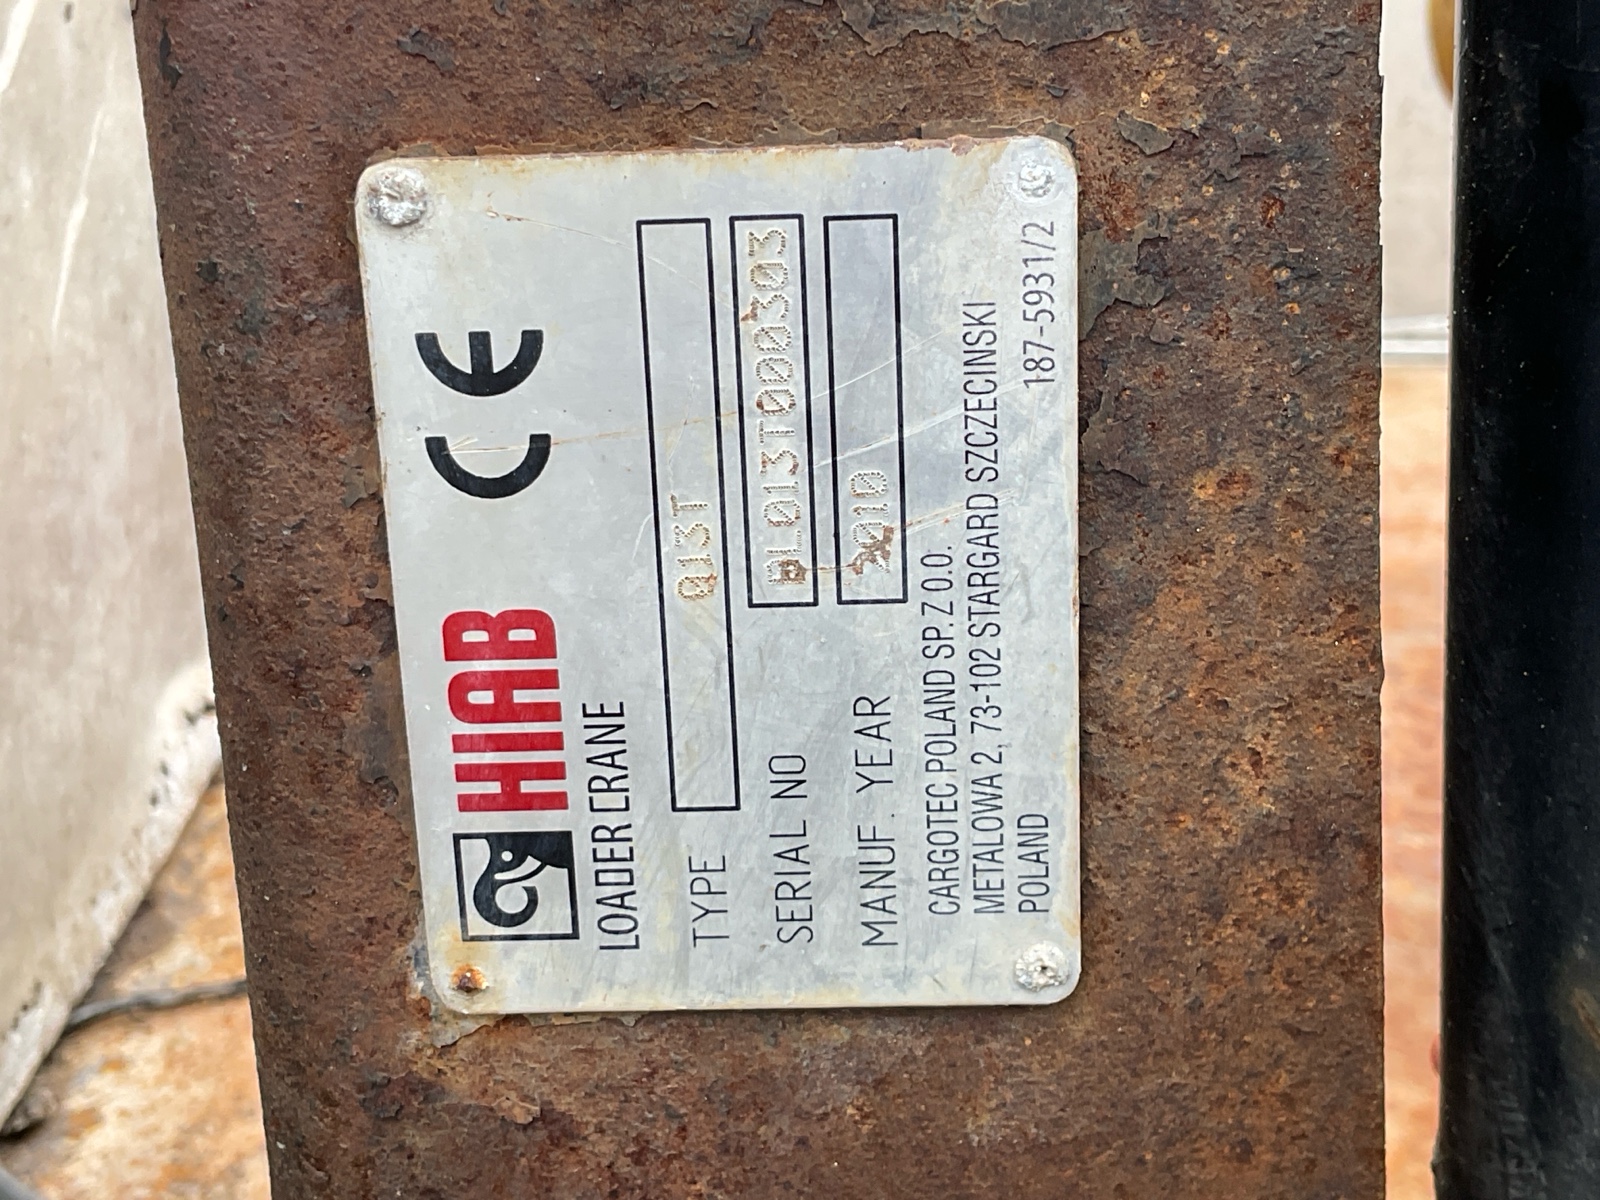 HIAB CE
LOADER CRANE
TYPE 013T
SERIAL NO PL013T000303
MANUF. YEAR 2010
CARGOTEC POLAND SP. Z O.O.
METALOWA 2, 73-102 STARGARD SZCZECINSKI
POLAND 187-5931/2